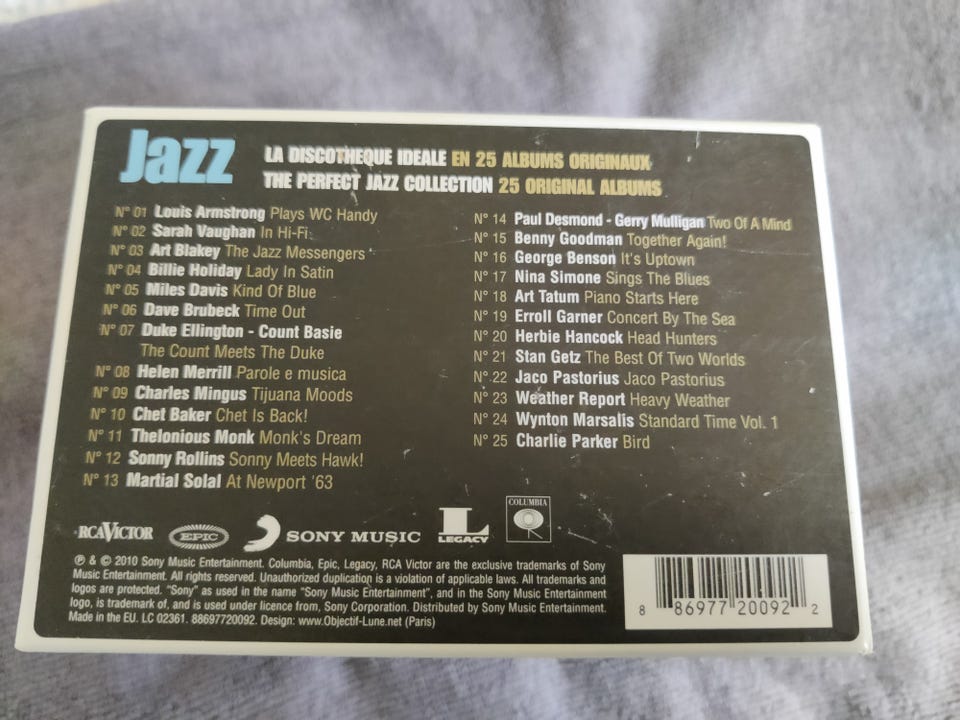 Jazz
LA DISCOTHEQUE IDEALE EN 25 ALBUMS ORIGINAUX
THE PERFECT JAZZ COLLECTION 25 ORIGINAL ALBUMS
N° 01 Louis Armstrong Plays WC Handy
N° 02 Sarah Vaughan In Hi-Fi
N° 03 Art Blakey The Jazz Messengers
N° 04 Billie Holiday Lady In Satin
N° 05 Miles Davis Kind Of Blue
N° 06 Dave Brubeck Time Out
N° 07 Duke Ellington - Count Basie
The Count Meets The Duke
N° 08 Helen Merrill Parole e musica
N° 09 Charles Mingus Tijuana Moods
N° 10 Chet Baker Chet Is Back!
N° 11 Thelonious Monk Monk's Dream
N° 12 Sonny Rollins Sonny Meets Hawk!
N° 13 Martial Solal At Newport '63
N° 14 Paul Desmond - Gerry Mulligan Two Of A Mind
N° 15 Benny Goodman Together Again!
N° 16 George Benson It's Uptown
N° 17 Nina Simone Sings The Blues
N° 18 Art Tatum Piano Starts Here
N° 19 Erroll Garner Concert By The Sea
N° 20 Herbie Hancock Head Hunters
N° 21 Stan Getz The Best Of Two Worlds
N° 22 Jaco Pastorius Jaco Pastorius
N° 23 Weather Report Heavy Weather
N° 24 Wynton Marsalis Standard Time Vol. 1
N° 25 Charlie Parker Bird
RCA VICTOR
EPIC
SONY MUSIC
L
LEGACY
COLUMBIA
℗ & © 2010 Sony Music Entertainment. Columbia, Epic, Legacy, RCA Victor are the exclusive trademarks of Sony
Music Entertainment. All rights reserved. Unauthorized duplication is a violation of applicable laws. All trademarks and
logos are protected. "Sony" as used in the name "Sony Music Entertainment", and in the Sony Music Entertainment
logo, is trademark of, and is used under licence from, Sony Corporation. Distributed by Sony Music Entertainment.
Made in the EU. LC 02361. 88697720092. Design: www.Objectif-Lune.net (Paris)
8 86977 20092 2